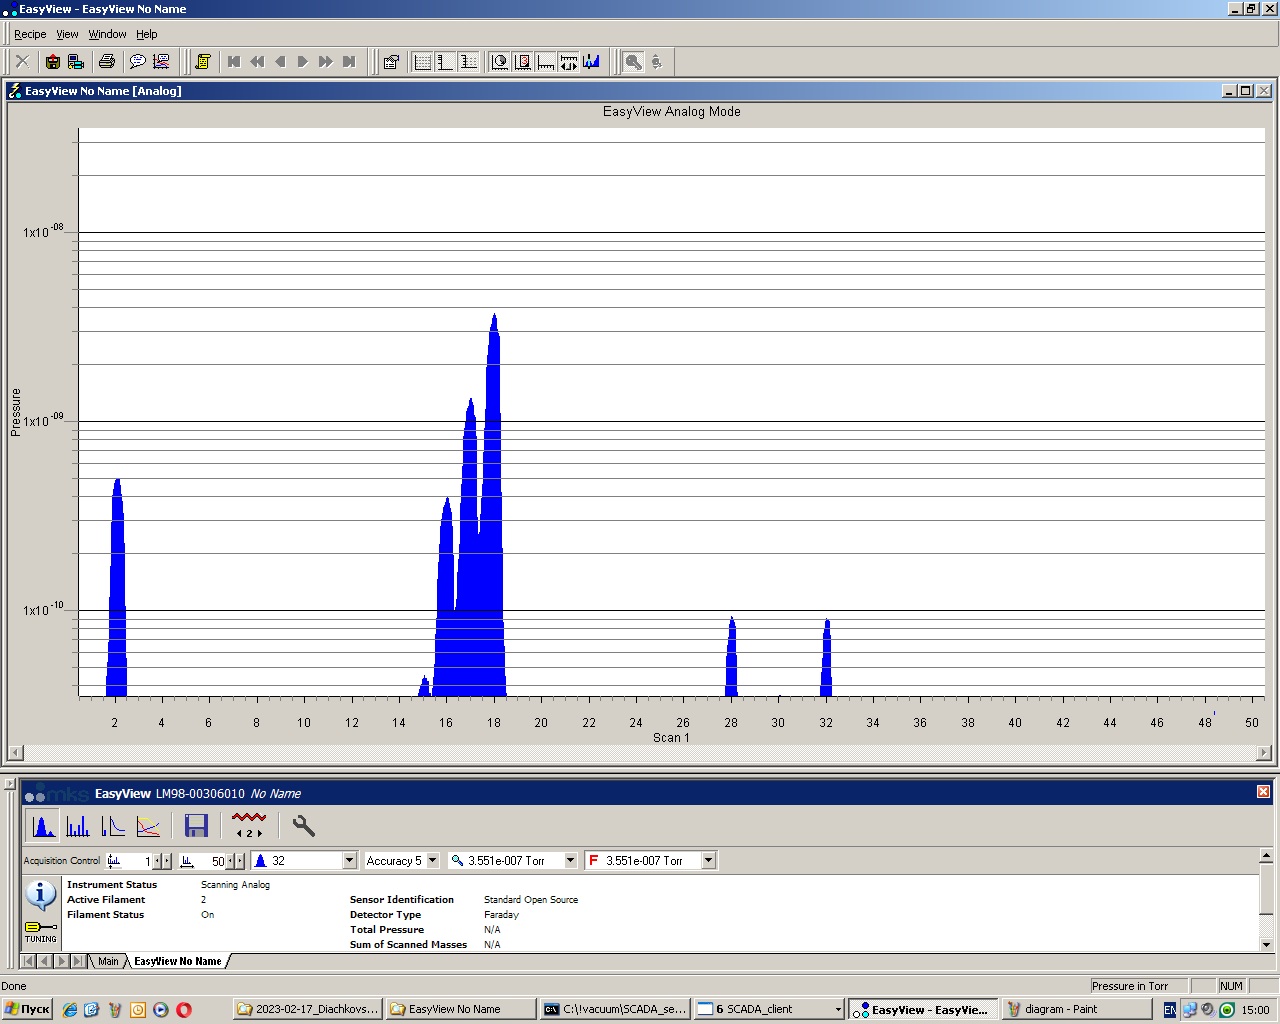 EasyView - EasyView No Name
Recipe View Window Help
EasyView No Name [Analog]
EasyView Analog Mode
1x10 -08
1x10 -09
1x10 -10
Pressure
2 4 6 8 10 12 14 16 18 20 22 24 26 28 30 32 34 36 38 40 42 44 46 48 50
Scan 1
mks EasyView LM98-00306010 No Name
2
Acquisition Control 1 50 32 Accuracy 5 3.551e-007 Torr F 3.551e-007 Torr
Instrument Status Scanning Analog
Active Filament 2 Sensor Identification Standard Open Source
Filament Status On Detector Type Faraday
Total Pressure N/A
Sum of Scanned Masses N/A
TUNING
Main EasyView No Name
Done Pressure in Torr NUM
Пуск 2023-02-17_Diachkovs... EasyView No Name C:\!vacuum\SCADA_se... 6 SCADA_client EasyView - EasyVie... diagram - Paint EN 15:00